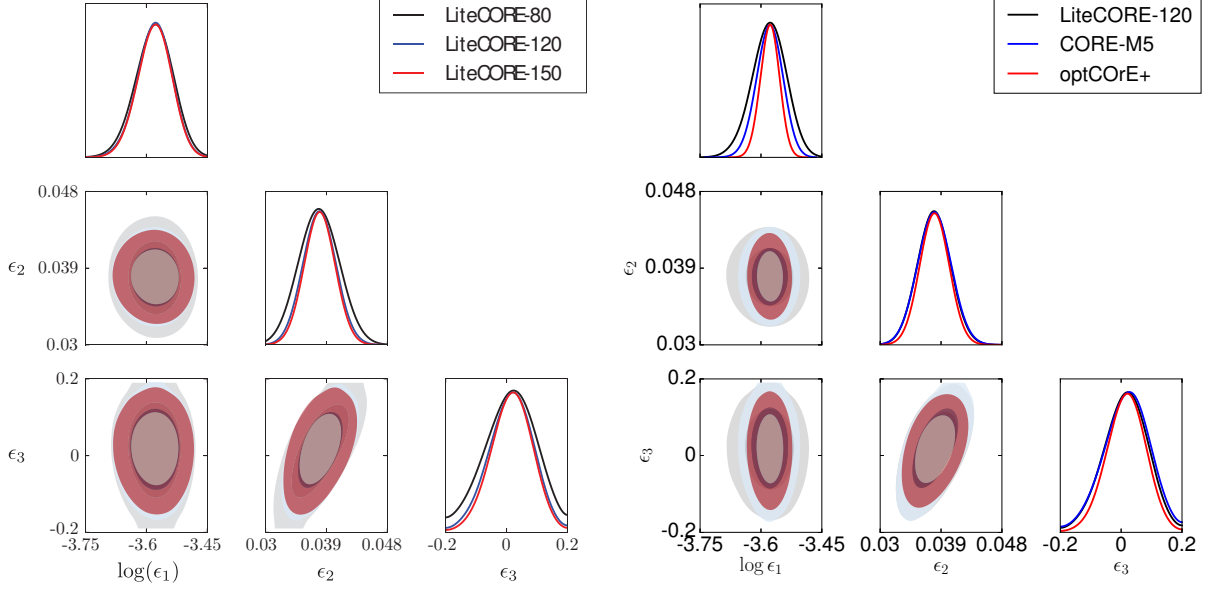 LiteCORE-80
LiteCORE-120
LiteCORE-150
0.048
ϵ₂ 0.039
0.03
0.2
ϵ₃ 0
-0.2
-3.75 -3.6 -3.45 0.03 0.039 0.048 -0.2 0 0.2
log(ϵ₁) ϵ₂ ϵ₃
LiteCORE-120
CORE-M5
optCOrE+
0.048
ϵ₂ 0.039
0.03
0.2
ϵ₃ 0
-0.2
-3.75 -3.6 -3.45 0.03 0.039 0.048 -0.2 0 0.2
log ϵ₁ ϵ₂ ϵ₃